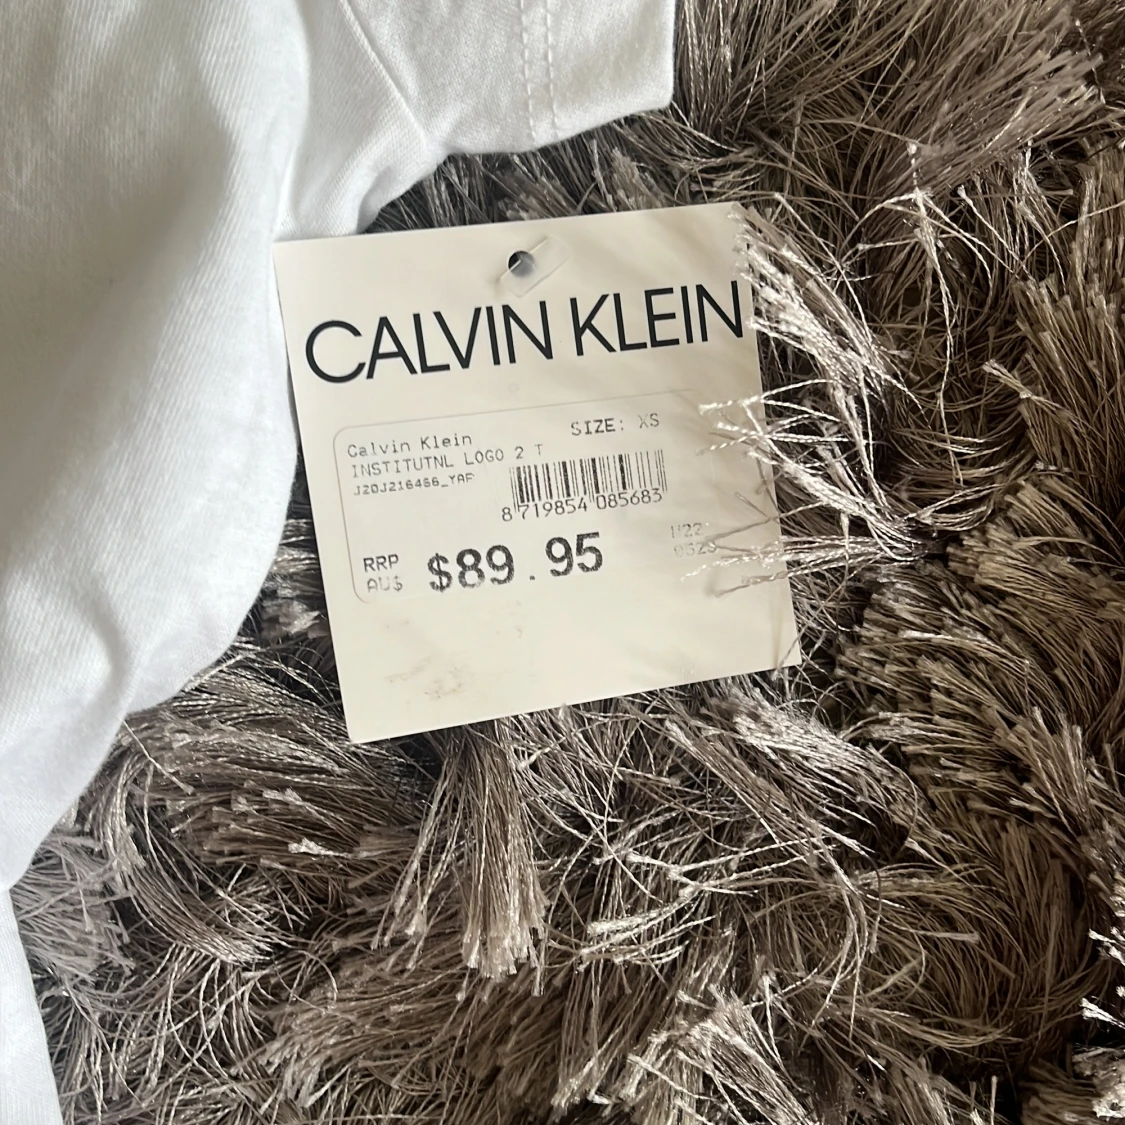 CALVIN KLEIN
Calvin Klein SIZE: XS
INSTITUTNL LOGO 2 T
J20J216466_YAF
8 719854 085683
RRP $89.95
AU$